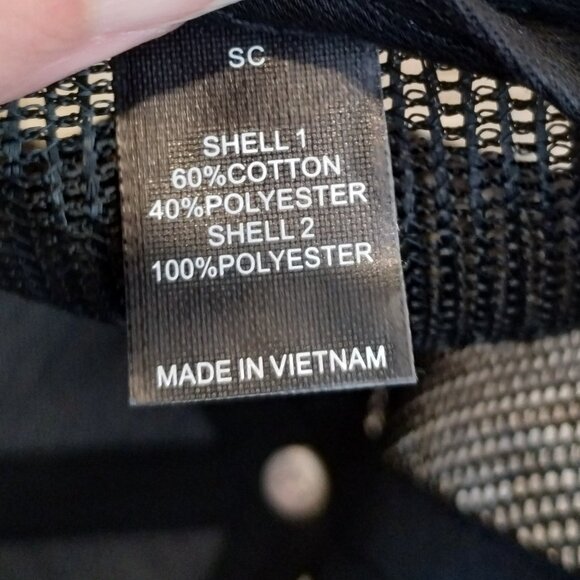 SC
SHELL 1
60%COTTON
40%POLYESTER
SHELL 2
100%POLYESTER
MADE IN VIETNAM